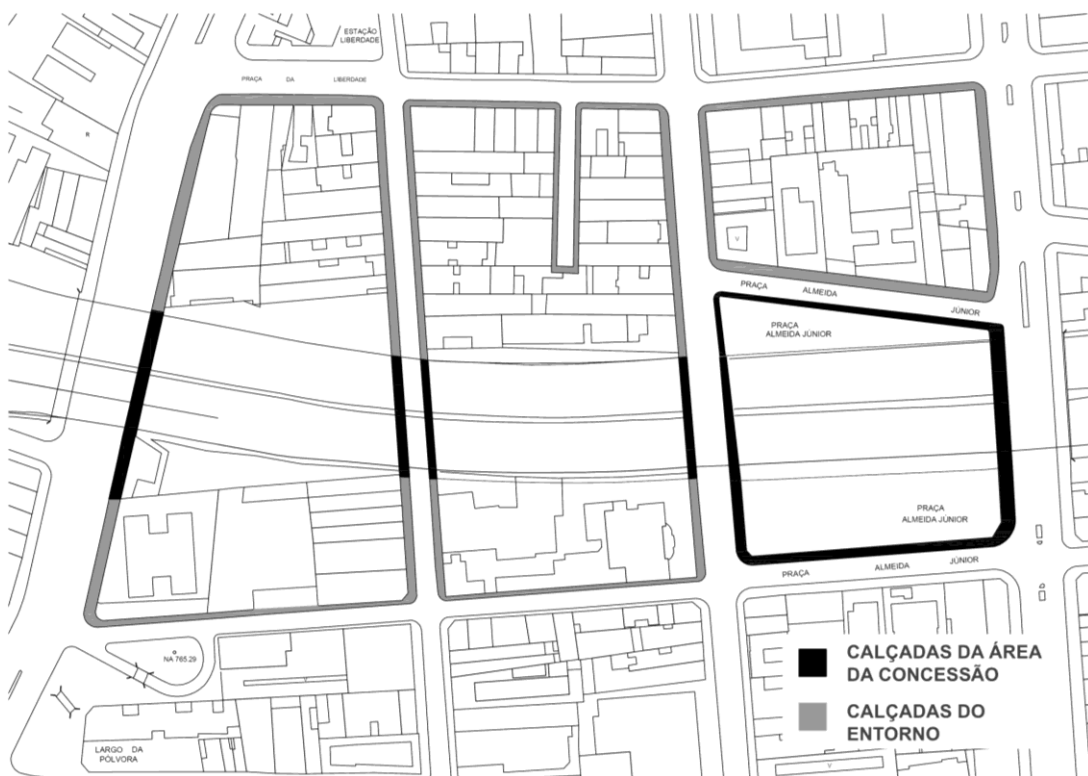 ESTAÇÃO
LIBERDADE
PRAÇA DA LIBERDADE
R
V
PRAÇA ALMEIDA JÚNIOR
PRAÇA
ALMEIDA JÚNIOR
PRAÇA
ALMEIDA JÚNIOR
PRAÇA ALMEIDA JÚNIOR
NA 765.29
LARGO DA
PÓLVORA
V
CALÇADAS DA ÁREA
DA CONCESSÃO
CALÇADAS DO
ENTORNO